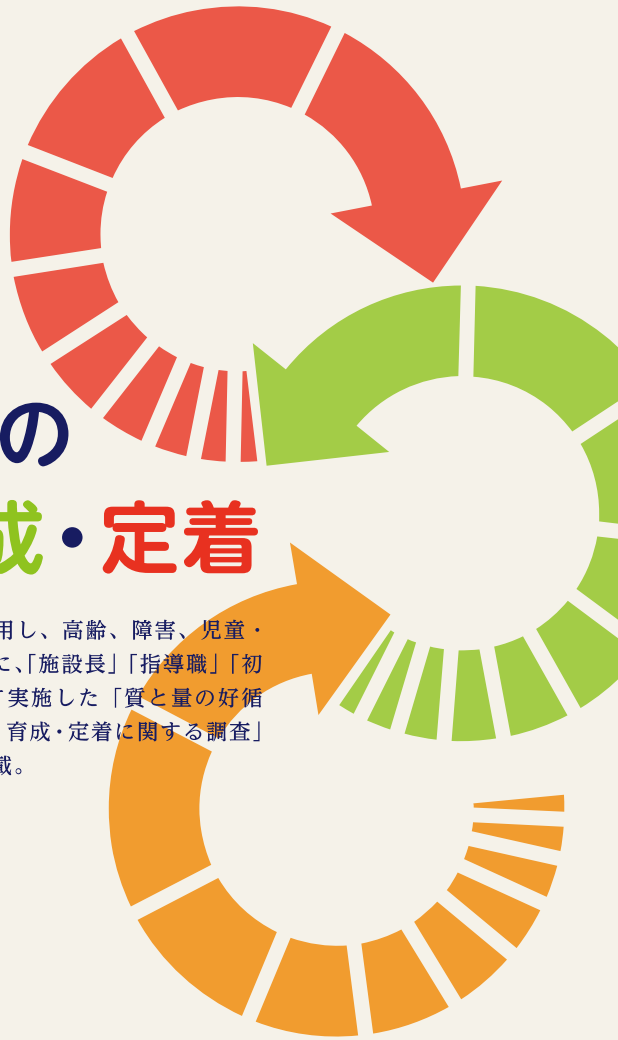 の
成・定着
用し、高齢、障害、児童・
に、「施設長」「指導職」「初
て実施した「質と量の好循
育成・定着に関する調査」
載。